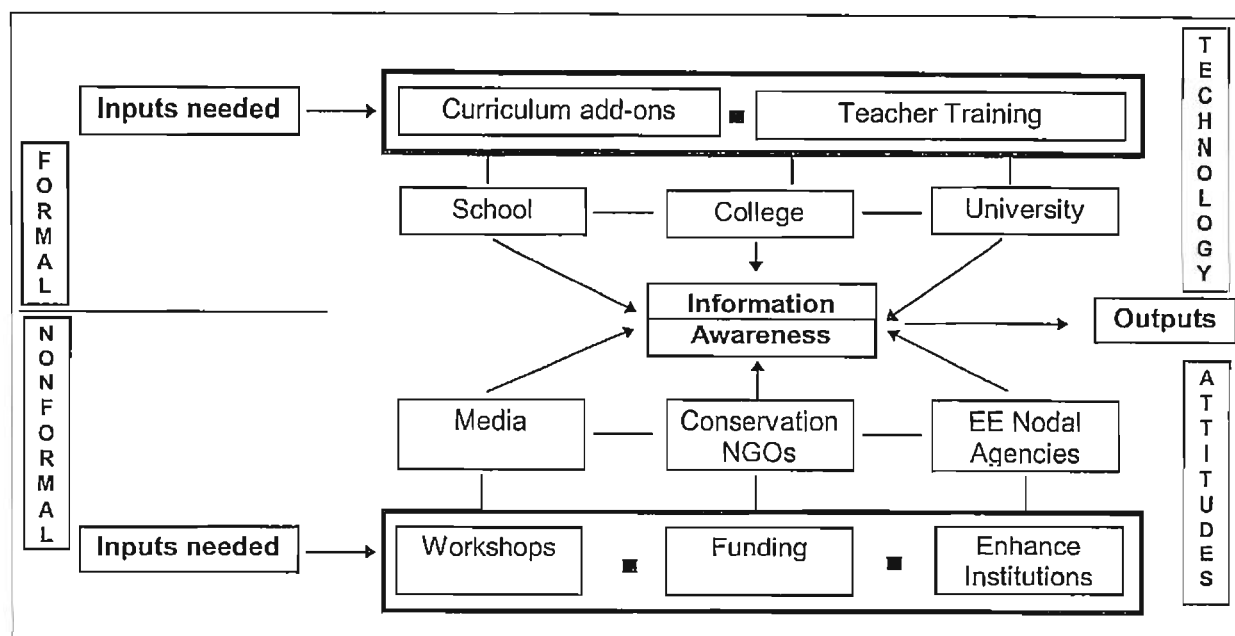 TECHNOLOGY
Inputs needed
Curriculum add-ons
Teacher Training
FORMAL
School
College
University
Information
Awareness
Outputs
NONFORMAL
Media
Conservation
NGOs
EE Nodal
Agencies
ATTITUDES
Inputs needed
Workshops
Funding
Enhance
Institutions